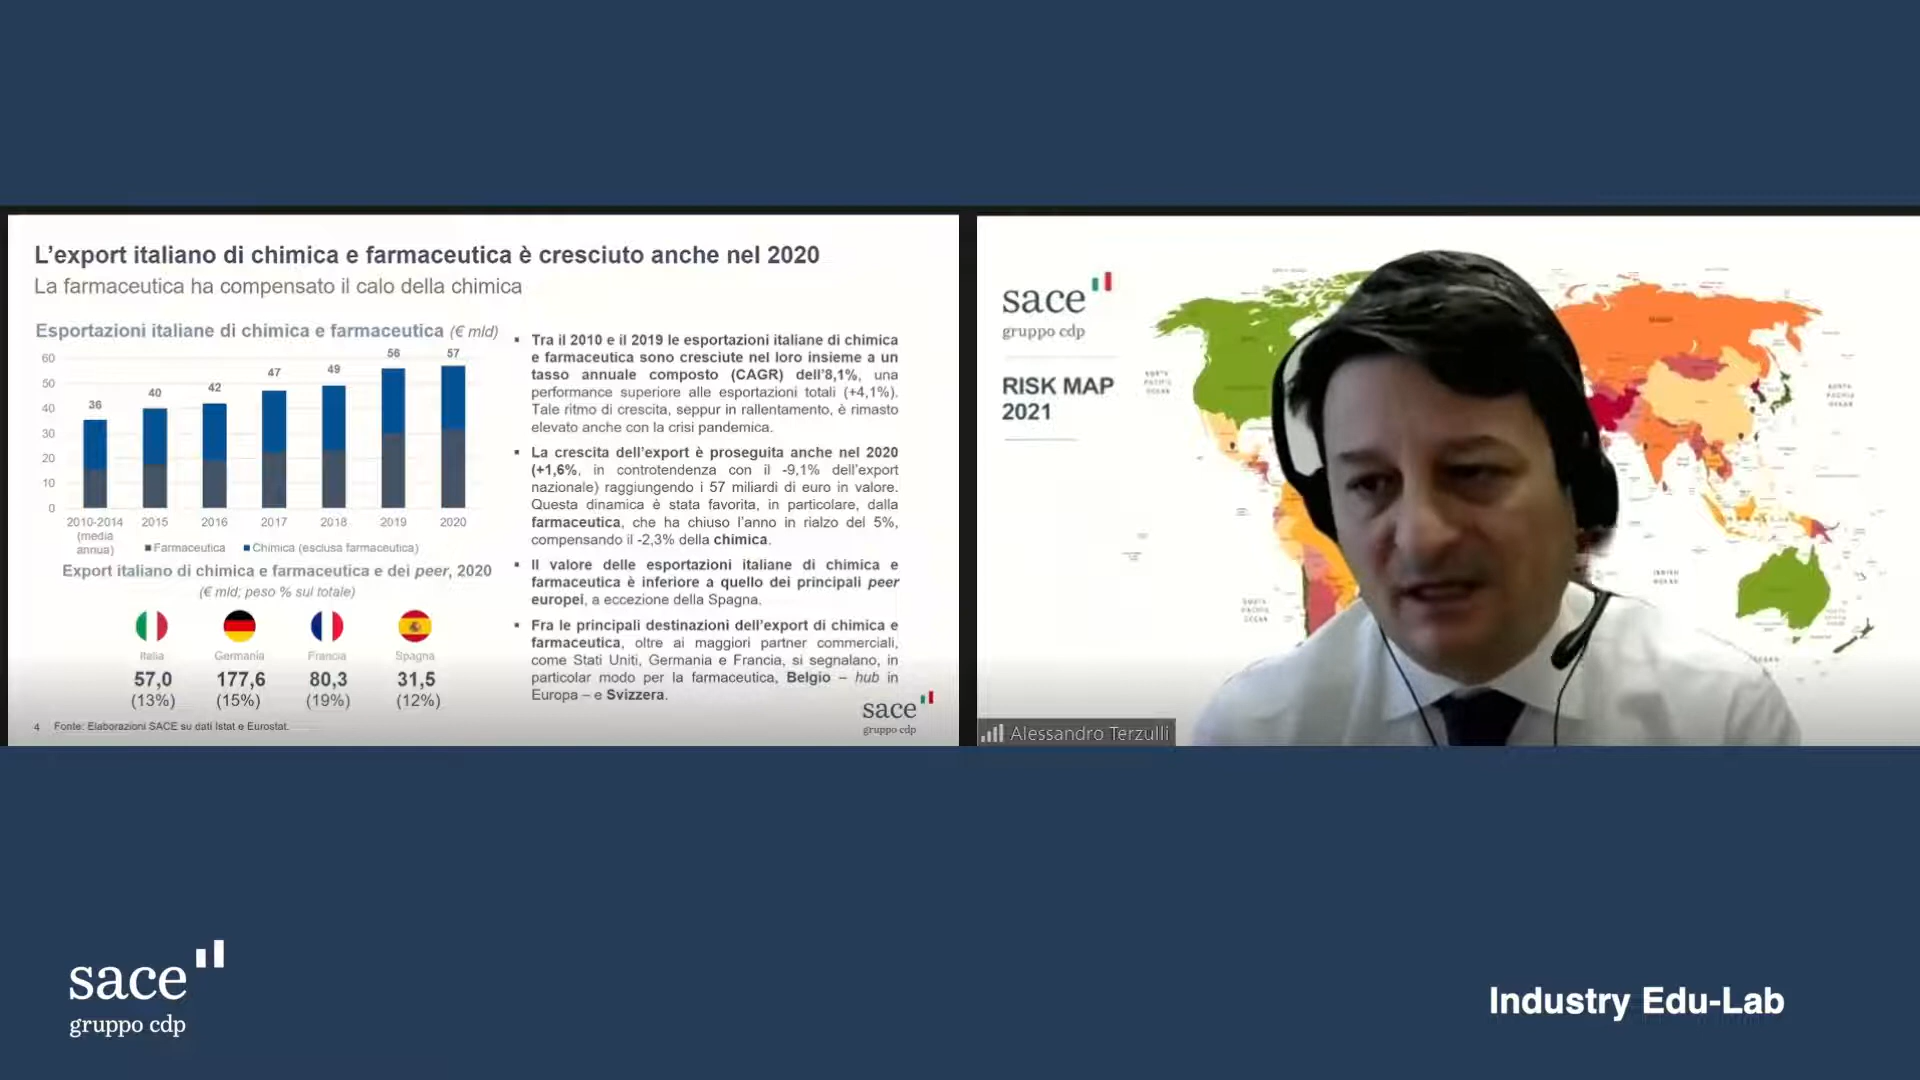 L'export italiano di chimica e farmaceutica è cresciuto anche nel 2020
La farmaceutica ha compensato il calo della chimica
Esportazioni italiane di chimica e farmaceutica (€ mld)
60
50
40
30
20
10
0
36
40
42
47
49
56
57
2010-2014
(media
annua)
2015
2016
2017
2018
2019
2020
Farmaceutica
Chimica (esclusa farmaceutica)
Export italiano di chimica e farmaceutica e dei peer, 2020
(€ mld; peso % sul totale)
Italia
Germania
Francia
Spagna
57,0
177,6
80,3
31,5
(13%)
(15%)
(19%)
(12%)
4 Fonte: Elaborazioni SACE su dati Istat e Eurostat.
▪ Tra il 2010 e il 2019 le esportazioni italiane di chimica
e farmaceutica sono cresciute nel loro insieme a un
tasso annuale composto (CAGR) dell'8,1%, una
performance superiore alle esportazioni totali (+4,1%).
Tale ritmo di crescita, seppur in rallentamento, è rimasto
elevato anche con la crisi pandemica.
▪ La crescita dell'export è proseguita anche nel 2020
(+1,6%, in controtendenza con il -9,1% dell'export
nazionale) raggiungendo i 57 miliardi di euro in valore.
Questa dinamica è stata favorita, in particolare, dalla
farmaceutica, che ha chiuso l'anno in rialzo del 5%,
compensando il -2,3% della chimica.
▪ Il valore delle esportazioni italiane di chimica e
farmaceutica è inferiore a quello dei principali peer
europei, a eccezione della Spagna.
▪ Fra le principali destinazioni dell'export di chimica e
farmaceutica, oltre ai maggiori partner commerciali,
come Stati Uniti, Germania e Francia, si segnalano, in
particolar modo per la farmaceutica, Belgio – hub in
Europa – e Svizzera.
sace
gruppo cdp
sace
gruppo cdp
RISK MAP
2021
Alessandro Terzulli
sace
gruppo cdp
Industry Edu-Lab